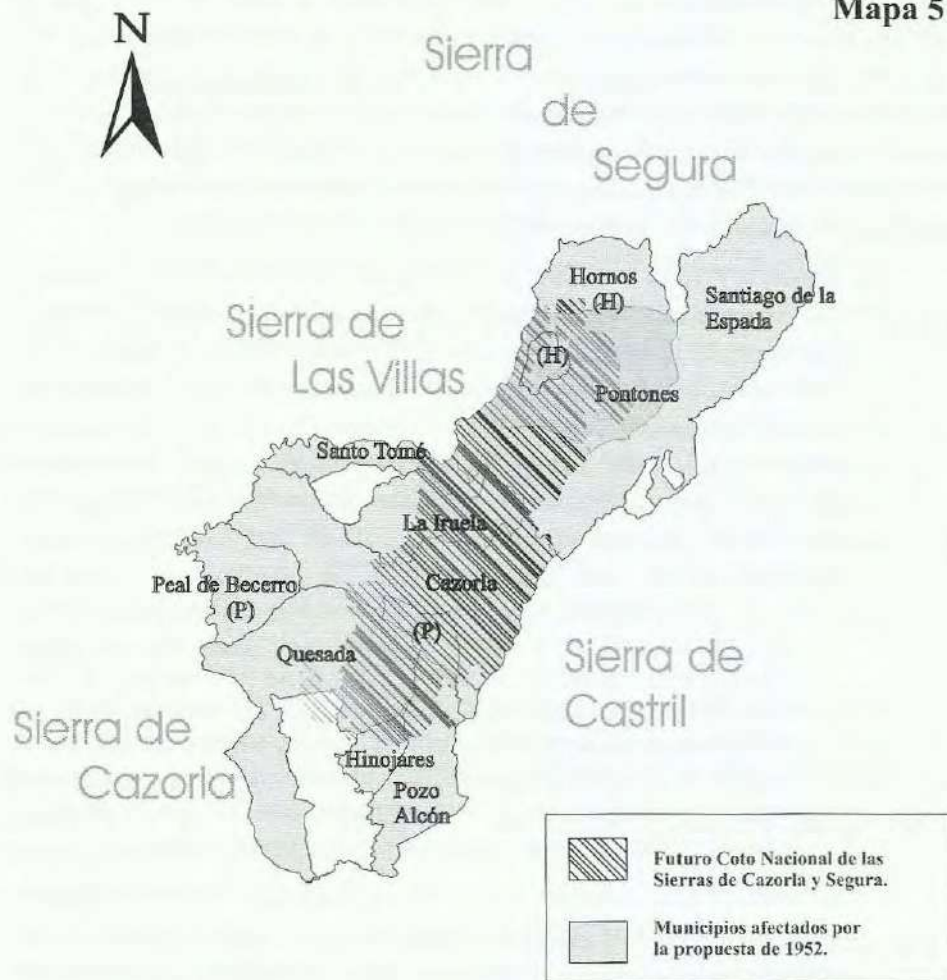 Mapa 5
N
Sierra
de
Segura
Hornos
(H)
Santiago de la
Espada
Sierra de
Las Villas
(H)
Pontones
Santo Tomé
La Iruela
Cazorla
Peal de Becerro
(P)
(P)
Quesada
Sierra de
Castril
Sierra de
Cazorla
Hinojares
Pozo
Alcón
Futuro Coto Nacional de las
Sierras de Cazorla y Segura.
Municipios afectados por
la propuesta de 1952.